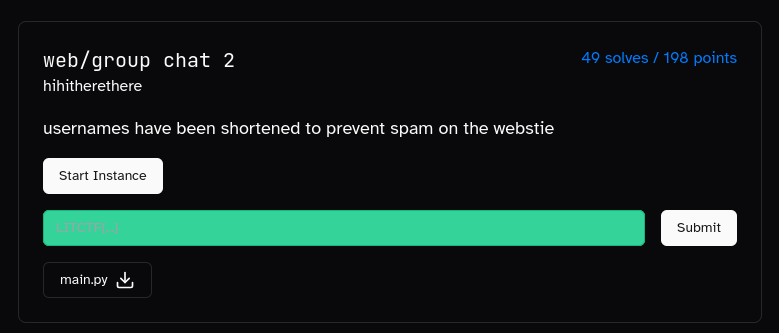 web/group chat 2
49 solves / 198 points
hihitherethere
usernames have been shortened to prevent spam on the webstie
Start Instance
Submit
main.py